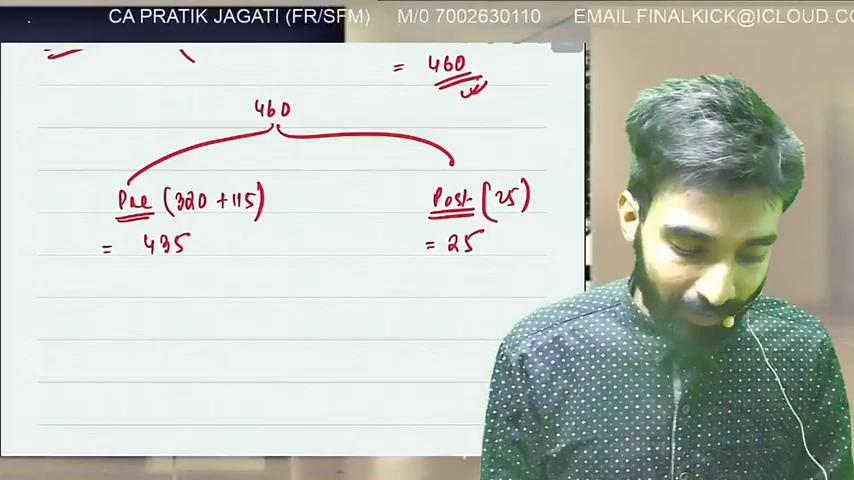 . CA PRATIK JAGATI (FR/SFM) M/0 7002630110 EMAIL FINALKICK@ICLOUD.CO
= 460
460
Pre (320 + 115) Post (25)
= 435 = 25